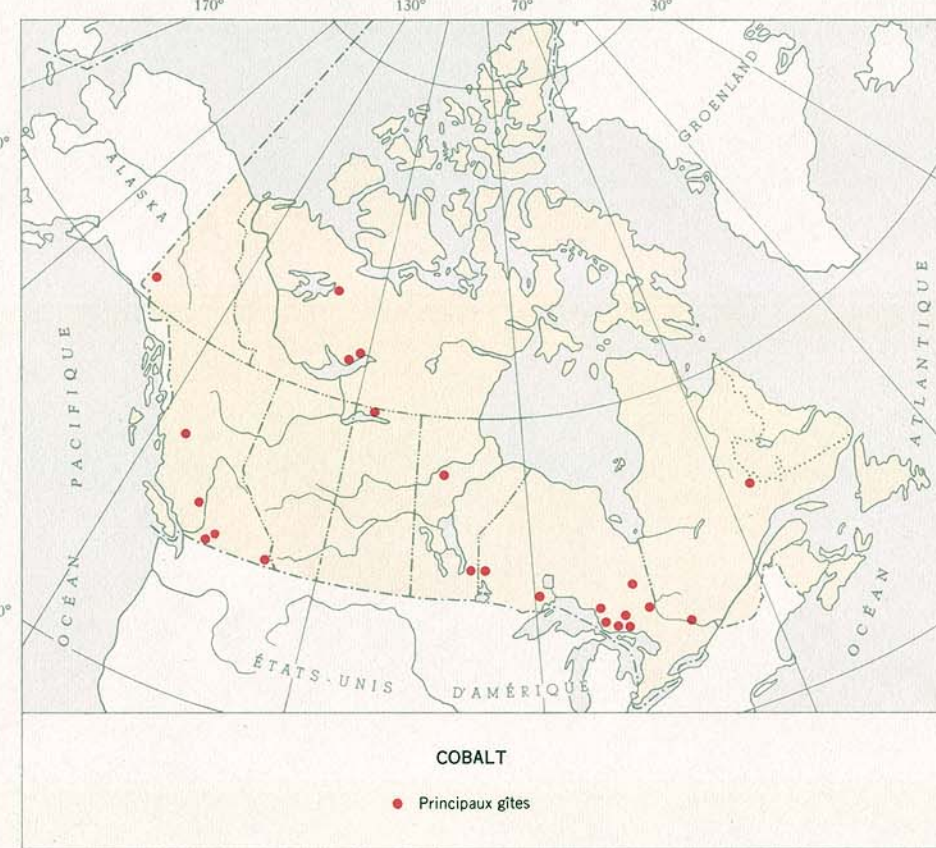 170° 130° 70° 30°
GROENLAND
ALASKA
OCÉAN PACIFIQUE
OCÉAN ATLANTIQUE
ÉTATS-UNIS D'AMÉRIQUE
COBALT
Principaux gîtes